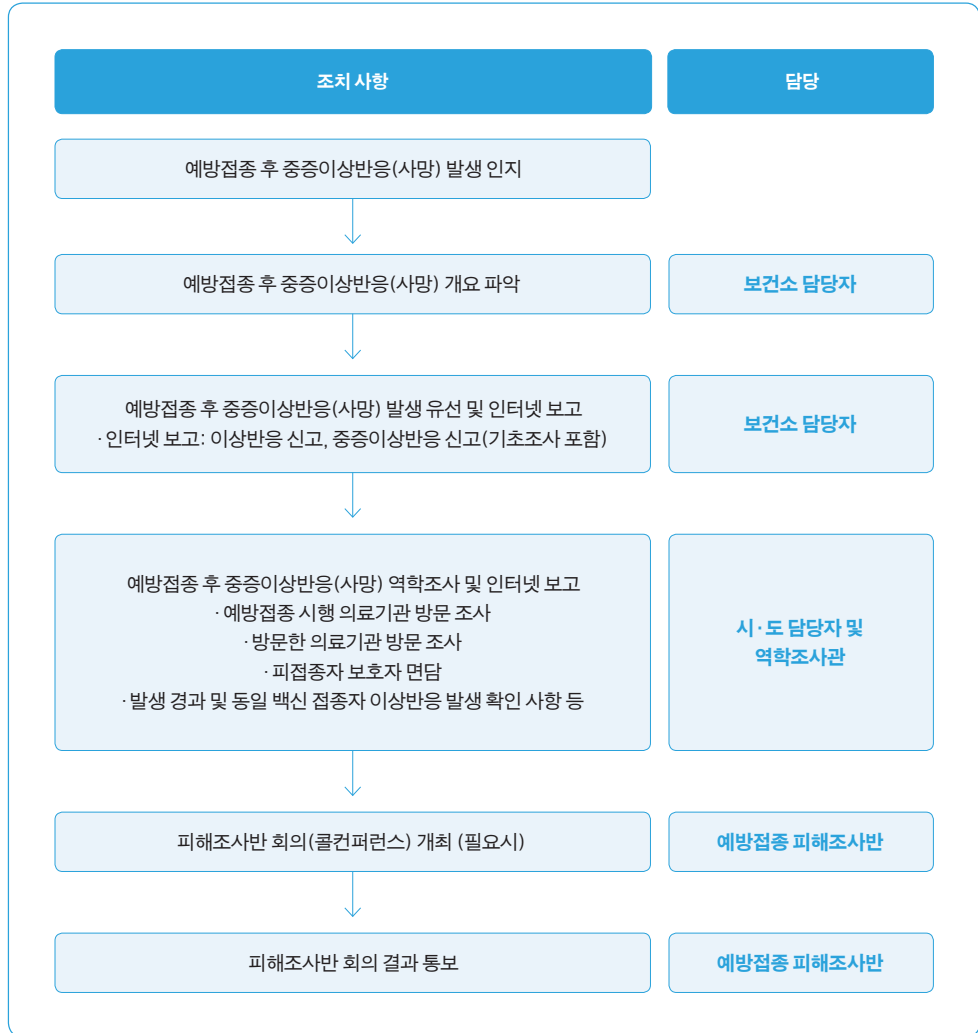 조치 사항
담당
예방접종 후 중증이상반응(사망) 발생 인지
예방접종 후 중증이상반응(사망) 개요 파악
보건소 담당자
예방접종 후 중증이상반응(사망) 발생 유선 및 인터넷 보고
· 인터넷 보고: 이상반응 신고, 중증이상반응 신고(기초조사 포함)
보건소 담당자
예방접종 후 중증이상반응(사망) 역학조사 및 인터넷 보고
· 예방접종 시행 의료기관 방문 조사
· 방문한 의료기관 방문 조사
· 피접종자 보호자 면담
· 발생 경과 및 동일 백신 접종자 이상반응 발생 확인 사항 등
시·도 담당자 및
역학조사관
피해조사반 회의(콜컨퍼런스) 개최 (필요시)
예방접종 피해조사반
피해조사반 회의 결과 통보
예방접종 피해조사반